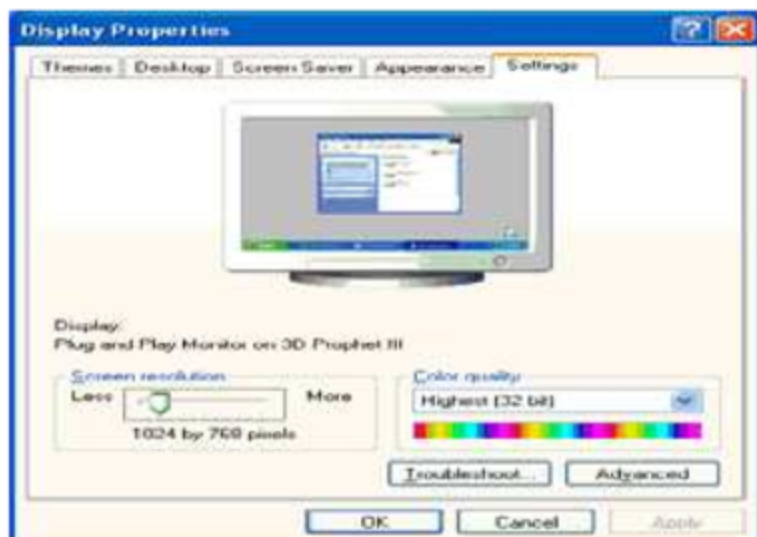 Display Properties
Themes Desktop Screen Saver Appearance Settings
Display:
Plug and Play Monitor on 3D Prophet III
Screen resolution
Less More
1024 by 768 pixels
Color quality
Highest (32 bit)
Troubleshoot... Advanced
OK Cancel Apply